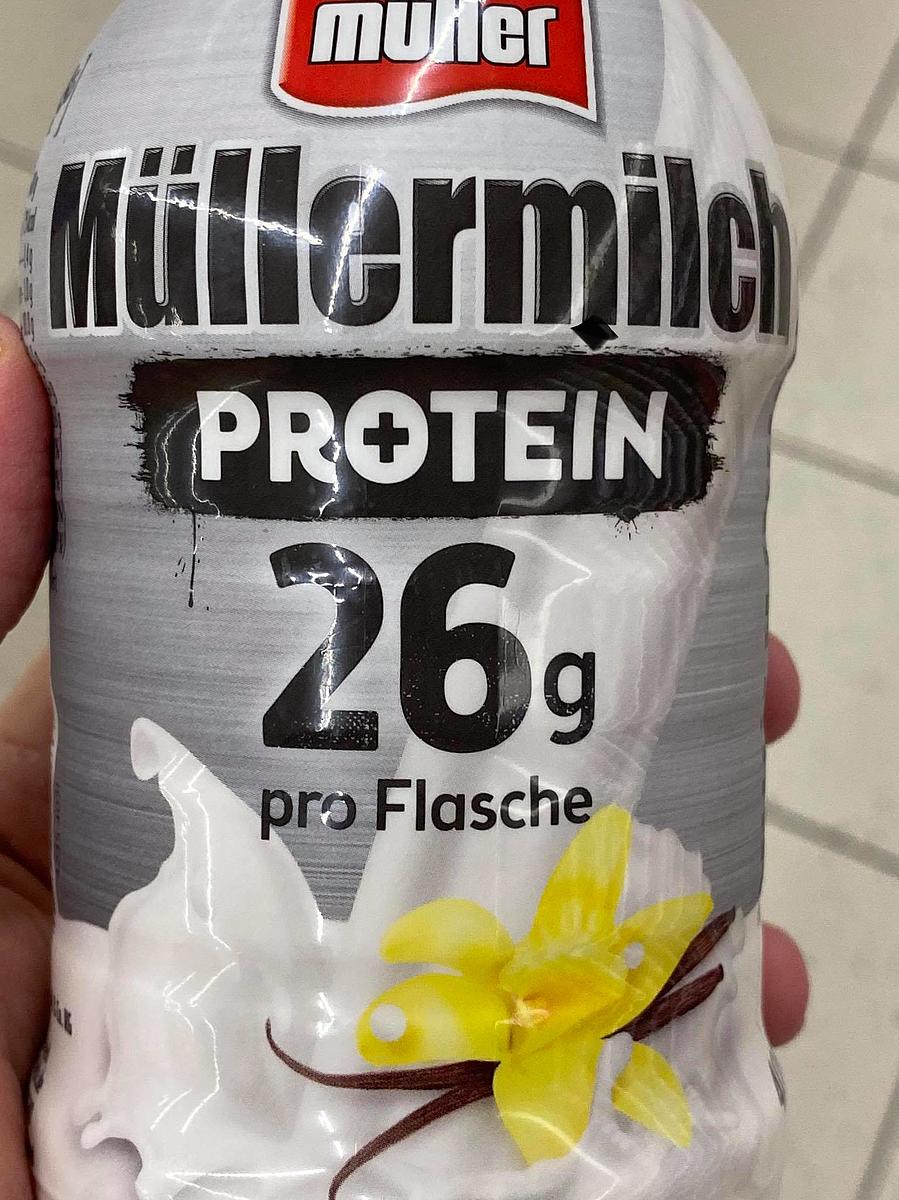 müller
Müllermilch
PROTEIN
26g
pro Flasche